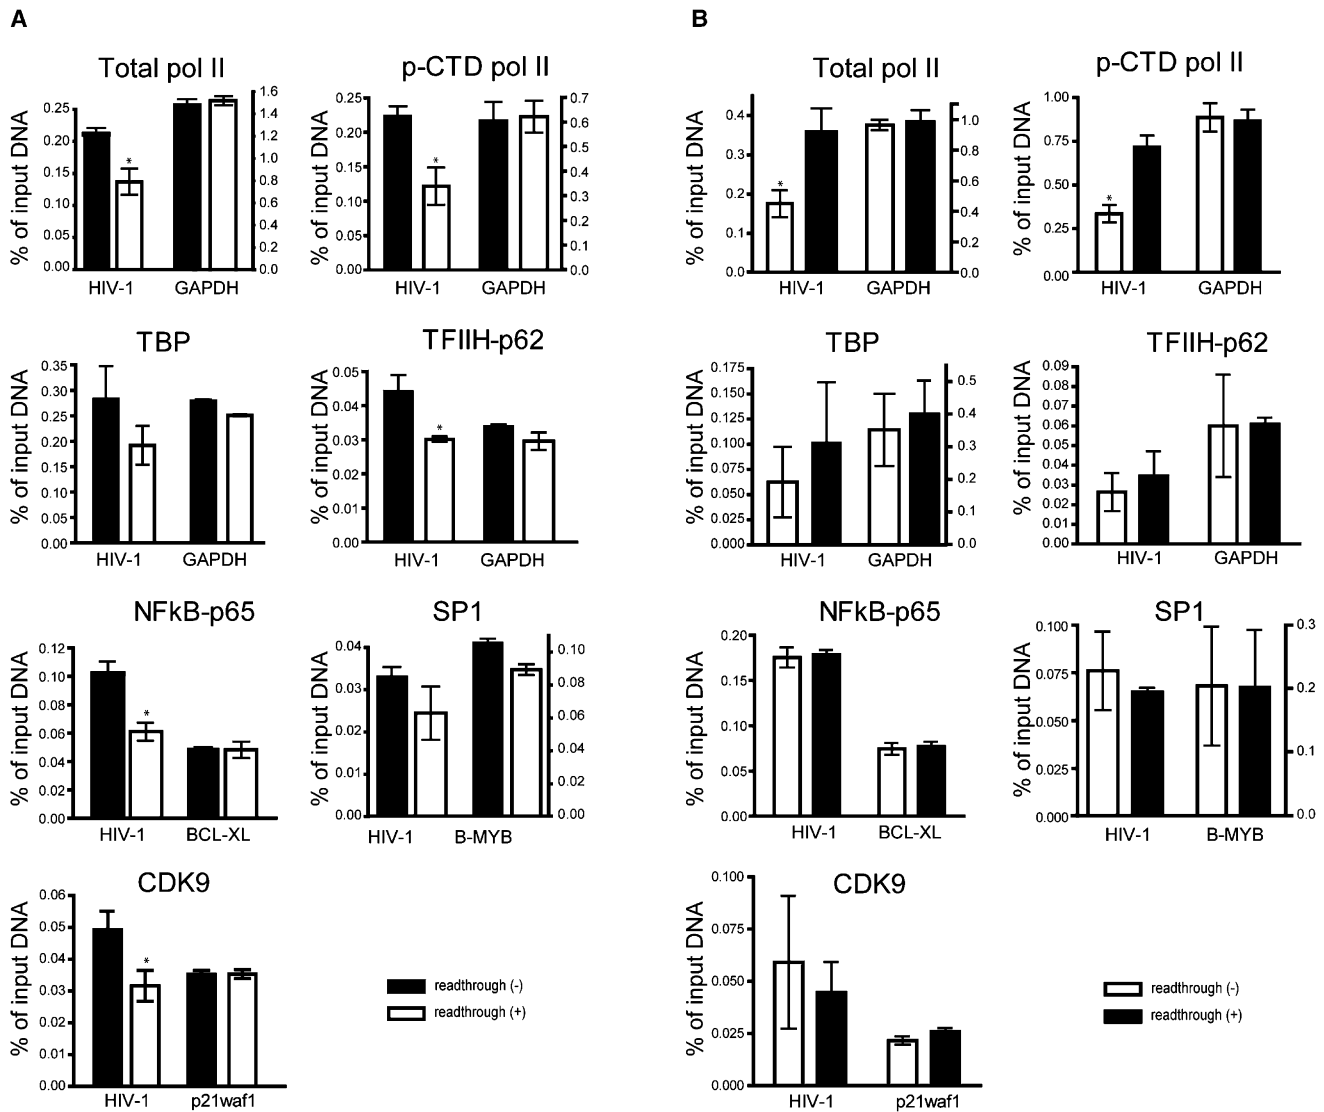 A
Total pol II
% of input DNA
0.25
0.20
0.15
0.10
0.05
0.00
*
1.6
1.4
1.2
1.0
0.8
0.6
0.4
0.2
0.0
HIV-1 GAPDH
p-CTD pol II
% of input DNA
0.25
0.20
0.15
0.10
0.05
0.00
*
0.7
0.6
0.5
0.4
0.3
0.2
0.1
0.0
HIV-1 GAPDH
TBP
% of input DNA
0.35
0.30
0.25
0.20
0.15
0.10
0.05
0.00
HIV-1 GAPDH
TFIIH-p62
% of input DNA
0.05
0.04
0.03
0.02
0.01
0.00
*
HIV-1 GAPDH
NFkB-p65
% of input DNA
0.12
0.10
0.08
0.06
0.04
0.02
0.00
*
HIV-1 BCL-XL
SP1
% of input DNA
0.04
0.03
0.02
0.01
0.00
0.10
0.08
0.06
0.04
0.02
0.00
HIV-1 B-MYB
CDK9
% of input DNA
0.06
0.05
0.04
0.03
0.02
0.01
0.00
*
HIV-1 p21waf1
readthrough (-)
readthrough (+)
B
Total pol II
% of input DNA
0.4
0.3
0.2
0.1
0.0
*
1.0
0.8
0.6
0.4
0.2
0.0
HIV-1 GAPDH
p-CTD pol II
% of input DNA
1.00
0.75
0.50
0.25
0.00
*
HIV-1 GAPDH
TBP
% of input DNA
0.175
0.150
0.125
0.100
0.075
0.050
0.025
0.000
0.5
0.4
0.3
0.2
0.1
0.0
HIV-1 GAPDH
TFIIH-p62
% of input DNA
0.09
0.08
0.07
0.06
0.05
0.04
0.03
0.02
0.01
0.00
HIV-1 GAPDH
NFkB-p65
% of input DNA
0.20
0.15
0.10
0.05
0.00
HIV-1 BCL-XL
SP1
% of input DNA
0.100
0.075
0.050
0.025
0.000
0.3
0.2
0.1
0.0
HIV-1 B-MYB
CDK9
% of input DNA
0.100
0.075
0.050
0.025
0.000
HIV-1 p21waf1
readthrough (-)
readthrough (+)